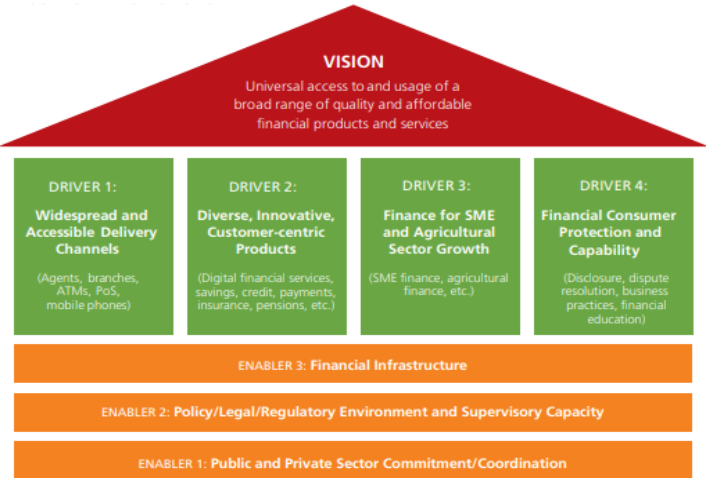 VISION
Universal access to and usage of a
broad range of quality and affordable
financial products and services
DRIVER 1:
Widespread and
Accessible Delivery
Channels
(Agents, branches,
ATMs, PoS,
mobile phones)
DRIVER 2:
Diverse, Innovative,
Customer-centric
Products
(Digital financial services,
savings, credit, payments,
insurance, pensions, etc.)
DRIVER 3:
Finance for SME
and Agricultural
Sector Growth
(SME finance, agricultural
finance, etc.)
DRIVER 4:
Financial Consumer
Protection and
Capability
(Disclosure, dispute
resolution, business
practices, financial
education)
ENABLER 3: Financial Infrastructure
ENABLER 2: Policy/Legal/Regulatory Environment and Supervisory Capacity
ENABLER 1: Public and Private Sector Commitment/Coordination